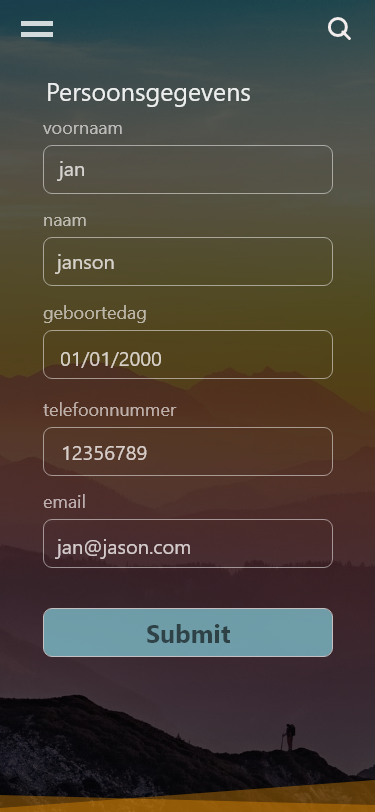 Persoonsgegevens
voornaam
jan
naam
janson
geboortedag
01/01/2000
telefoonnummer
12356789
email
jan@jason.com
Submit